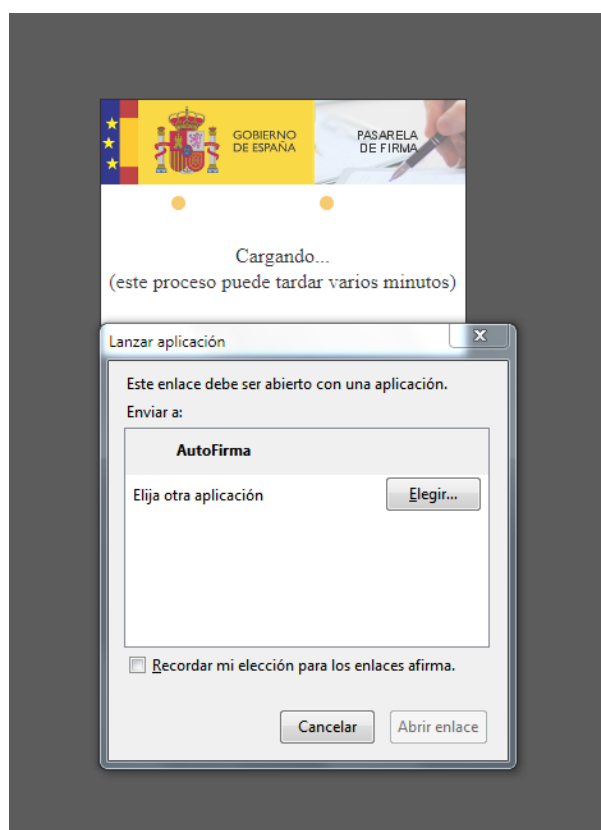 GOBIERNO
DE ESPAÑA
PASARELA
DE FIRMA
Cargando...
(este proceso puede tardar varios minutos)
Lanzar aplicación
Este enlace debe ser abierto con una aplicación.
Enviar a:
AutoFirma
Elija otra aplicación
Elegir...
Recordar mi elección para los enlaces afirma.
Cancelar
Abrir enlace